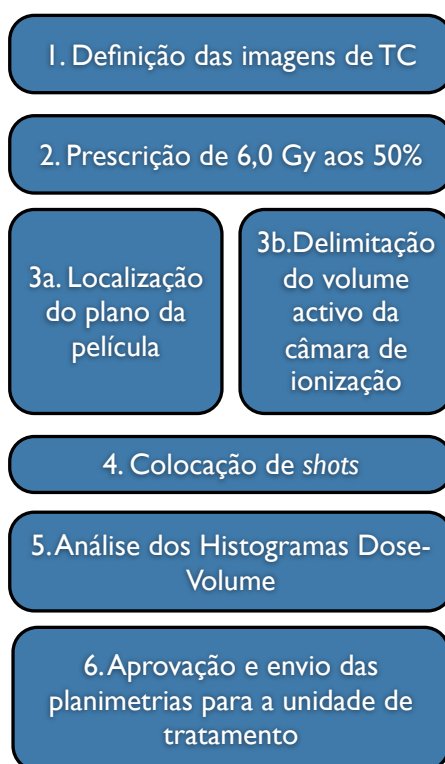 1. Definição das imagens de TC
2. Prescrição de 6,0 Gy aos 50%
3a. Localização
do plano da
película
3b.Delimitação
do volume
activo da
câmara de
ionização
4. Colocação de shots
5. Análise dos Histogramas Dose-
Volume
6. Aprovação e envio das
planimetrias para a unidade de
tratamento